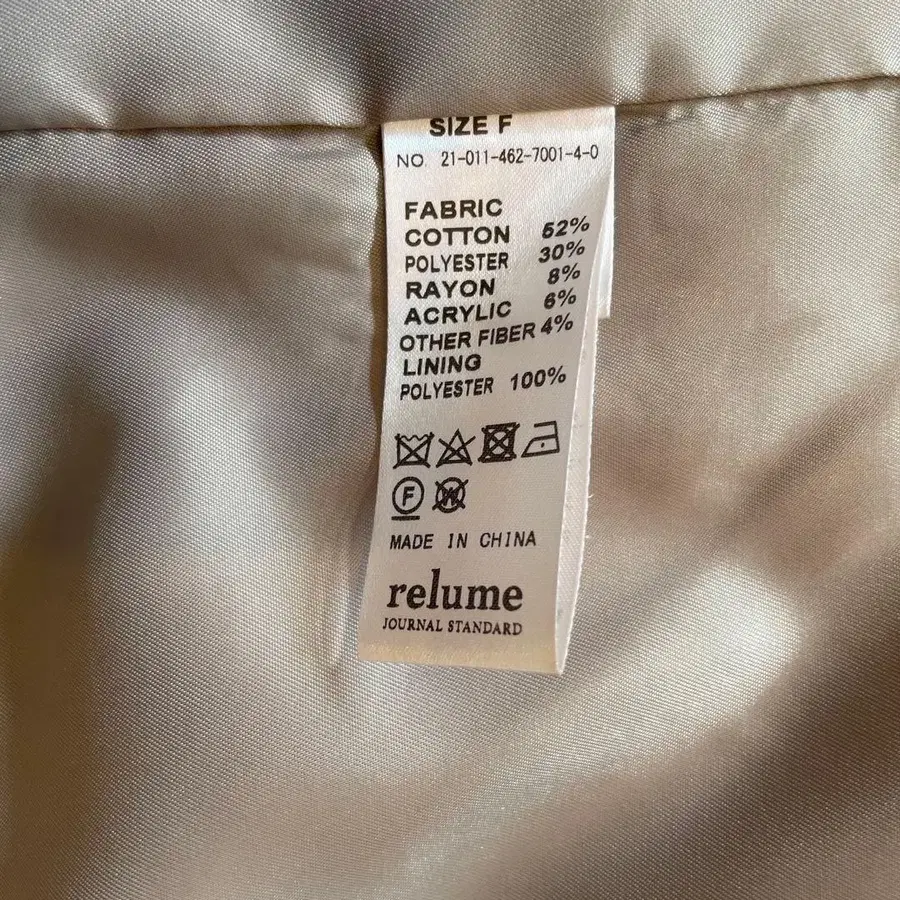 SIZE F
NO. 21-011-462-7001-4-0
FABRIC
COTTON 52%
POLYESTER 30%
RAYON 8%
ACRYLIC 6%
OTHER FIBER 4%
LINING
POLYESTER 100%
F W
MADE IN CHINA
relume
JOURNAL STANDARD